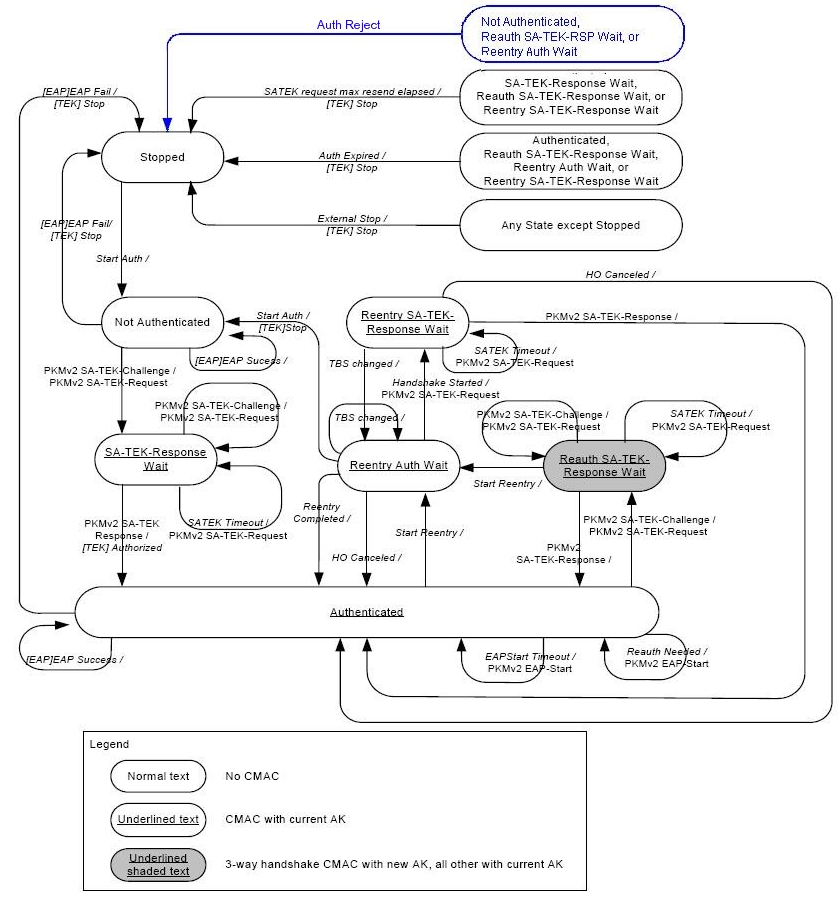 Auth Reject
Not Authenticated,
Reauth SA-TEK-RSP Wait, or
Reentry Auth Wait
[EAP]EAP Fail /
[TEK] Stop
SATEK request max resend elapsed /
[TEK] Stop
SA-TEK-Response Wait,
Reauth SA-TEK-Response Wait, or
Reentry SA-TEK-Response Wait
Stopped
Auth Expired /
[TEK] Stop
Authenticated,
Reauth SA-TEK-Response Wait,
Reentry Auth Wait, or
Reentry SA-TEK-Response Wait
[EAP]EAP Fail/
[TEK] Stop
External Stop /
[TEK] Stop
Any State except Stopped
Start Auth /
HO Canceled /
Not Authenticated
Start Auth /
[TEK]Stop
Reentry SA-TEK-
Response Wait
PKMv2 SA-TEK-Response /
[EAP]EAP Sucess /
TBS changed /
SATEK Timeout /
PKMv2 SA-TEK-Request
PKMv2 SA-TEK-Challenge /
PKMv2 SA-TEK-Request
Handshake Started /
PKMv2 SA-TEK-Request
PKMv2 SA-TEK-Challenge /
PKMv2 SA-TEK-Request
TBS changed /
PKMv2 SA-TEK-Challenge /
PKMv2 SA-TEK-Request
SATEK Timeout /
PKMv2 SA-TEK-Request
SA-TEK-Response
Wait
Reentry Auth Wait
Reauth SA-TEK-
Response Wait
Start Reentry /
PKMv2 SA-TEK
Response /
[TEK] Authorized
SATEK Timeout /
PKMv2 SA-TEK-Request
Reentry
Completed /
Start Reentry /
PKMv2 SA-TEK-Challenge /
PKMv2 SA-TEK-Request
HO Canceled /
PKMv2
SA-TEK-Response /
Authenticated
[EAP]EAP Success /
EAPStart Timeout /
PKMv2 EAP-Start
Reauth Needed /
PKMv2 EAP-Start
Legend
Normal text
No CMAC
Underlined text
CMAC with current AK
Underlined
shaded text
3-way handshake CMAC with new AK, all other with current AK